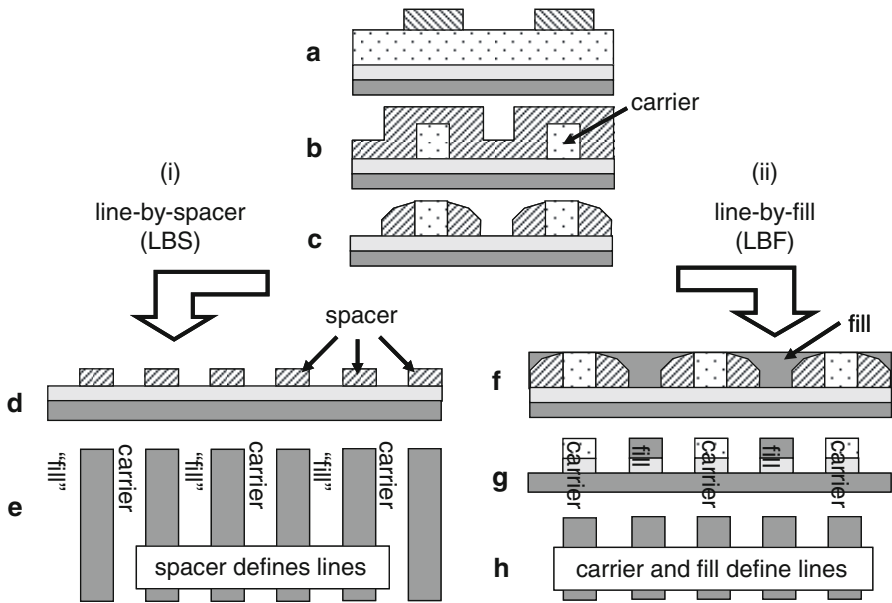 a
carrier
b
(i)
line-by-spacer
(LBS)
c
(ii)
line-by-fill
(LBF)
spacer
d
fill
f
"fill"
carrier
"fill"
carrier
"fill"
carrier
e
spacer defines lines
carrier
fill
carrier
fill
carrier
g
h
carrier and fill define lines